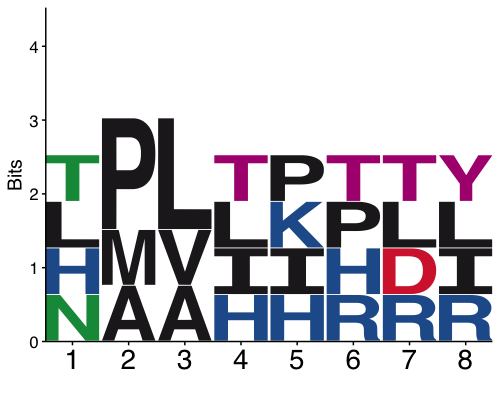 4
3
2
1
0
Bits
T P L T P T T Y
L M V L K P L L
H A A I I H D I
N H H R R R
1 2 3 4 5 6 7 8